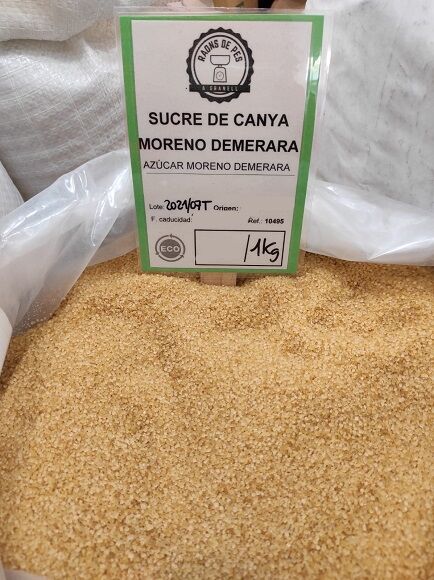 RAONS DE PES
A GRANELL
SUCRE DE CANYA
MORENO DEMERARA
AZÚCAR MORENO DEMERARA
Lote: 2021/07T Origen:
F. caducidad: Ref.: 10495
ECO
/1Kg